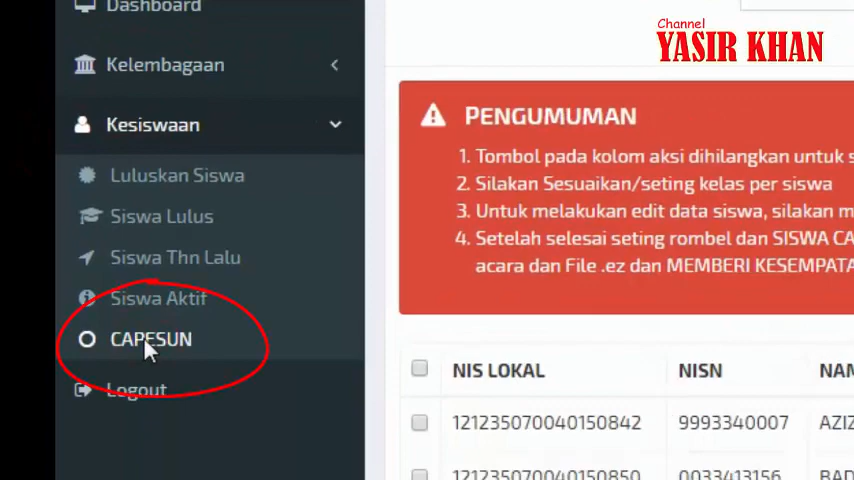 Dashboard
Kelembagaan
Kesiswaan
Luluskan Siswa
Siswa Lulus
Siswa Thn Lalu
Siswa Aktif
CAPESUN
Logout
Channel
YASIR KHAN
PENGUMUMAN
1. Tombol pada kolom aksi dihilangkan untuk s
2. Silakan Sesuaikan/seting kelas per siswa
3. Untuk melakukan edit data siswa, silakan m
4. Setelah selesai seting rombel dan SISWA CA
acara dan File .ez dan MEMBERI KESEMPATA
NIS LOKAL NISN NAM
121235070040150842 9993340007 AZIZ
121235070040150850 0033413156 BAD